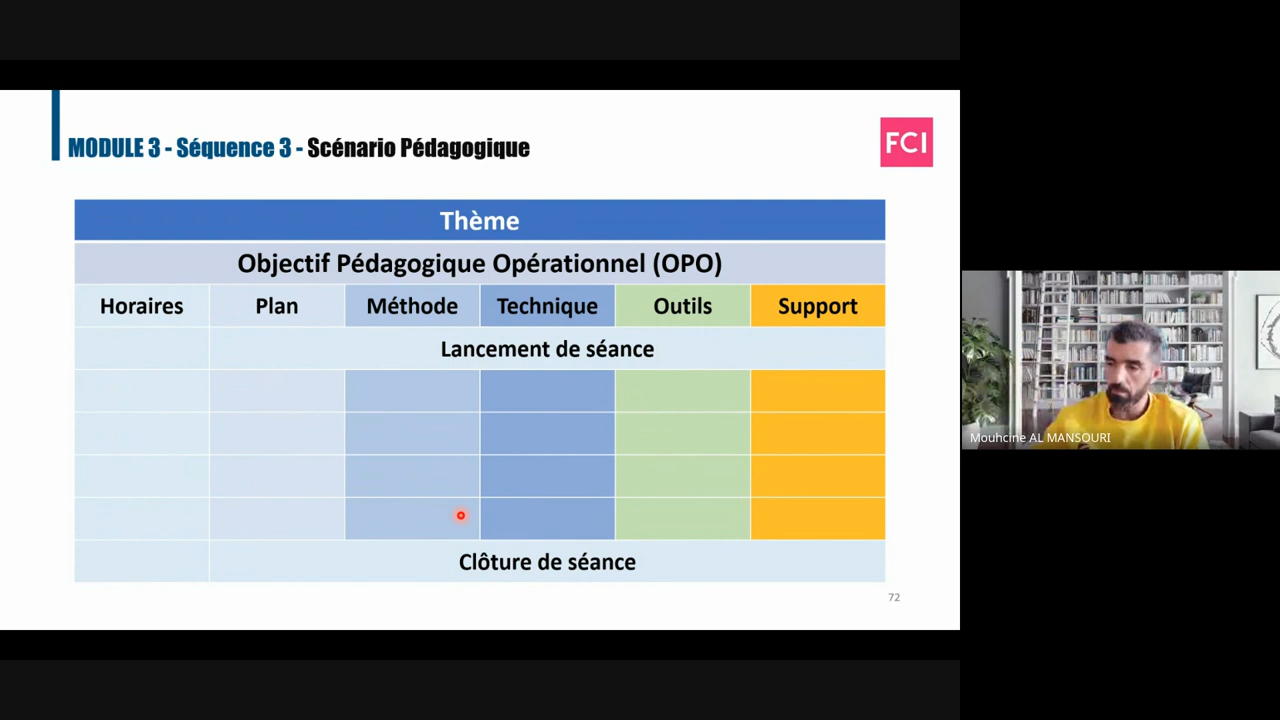 MODULE 3 - Séquence 3 - Scénario Pédagogique
FCI
Thème
Objectif Pédagogique Opérationnel (OPO)
Horaires Plan Méthode Technique Outils Support
Lancement de séance
Clôture de séance
72
Mouhcine AL MANSOURI